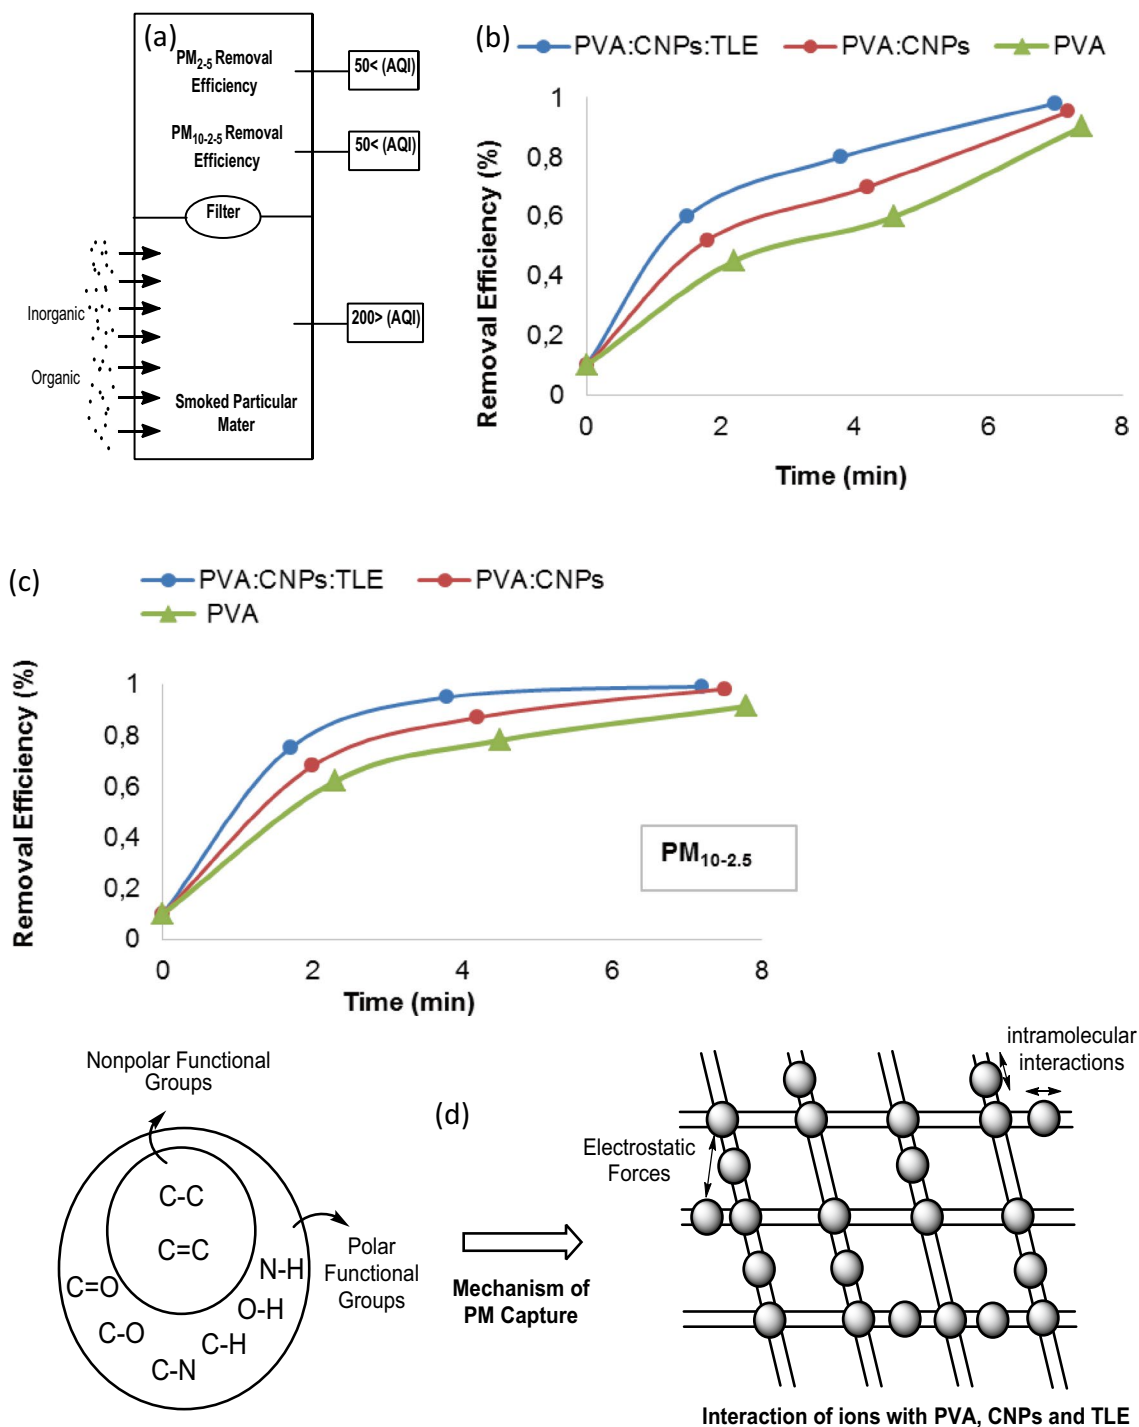 (a)
PM2-5 Removal
Efficiency
50< (AQI)
PM10-2-5 Removal
Efficiency
50< (AQI)
Filter
Inorganic
200> (AQI)
Organic
Smoked Particular
Mater
(b)
PVA:CNPs:TLE
PVA:CNPs
PVA
Removal Efficiency (%)
1
0,8
0,6
0,4
0,2
0
0 2 4 6 8
Time (min)
(c)
PVA:CNPs:TLE
PVA:CNPs
PVA
Removal Efficiency (%)
1
0,8
0,6
0,4
0,2
0
PM10-2.5
0 2 4 6 8
Time (min)
(d)
Nonpolar Functional
Groups
C-C
C=C
C=O
C-O
C-N
C-H
O-H
N-H
Polar
Functional
Groups
Mechanism of
PM Capture
intramolecular
interactions
Electrostatic
Forces
Interaction of ions with PVA, CNPs and TLE